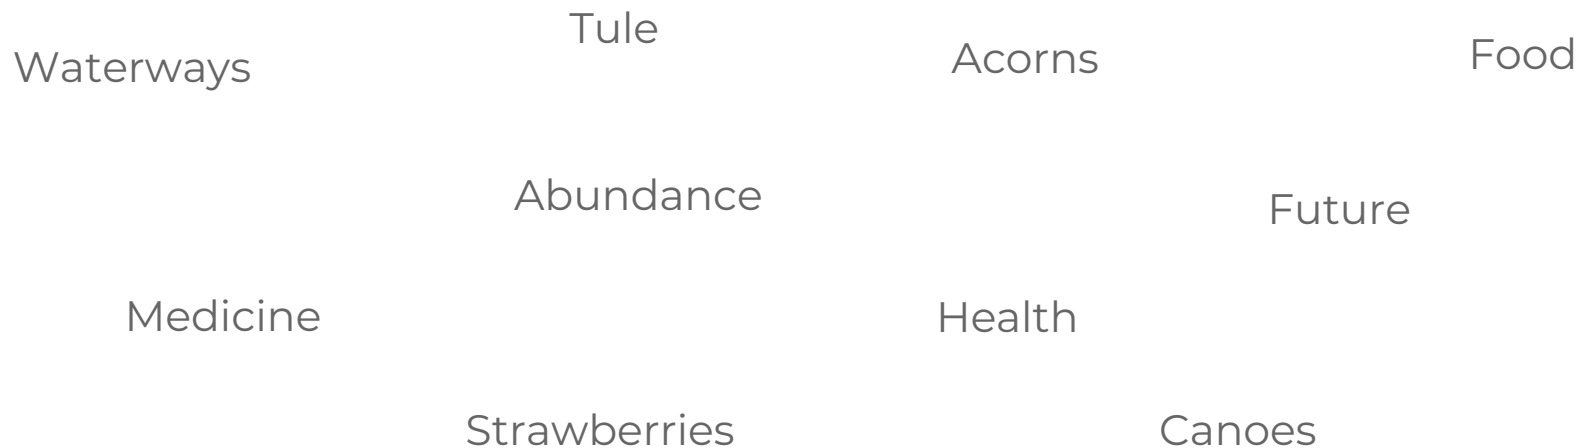 Tule
Waterways
Acorns
Food
Abundance
Future
Medicine
Health
Strawberries
Canoes